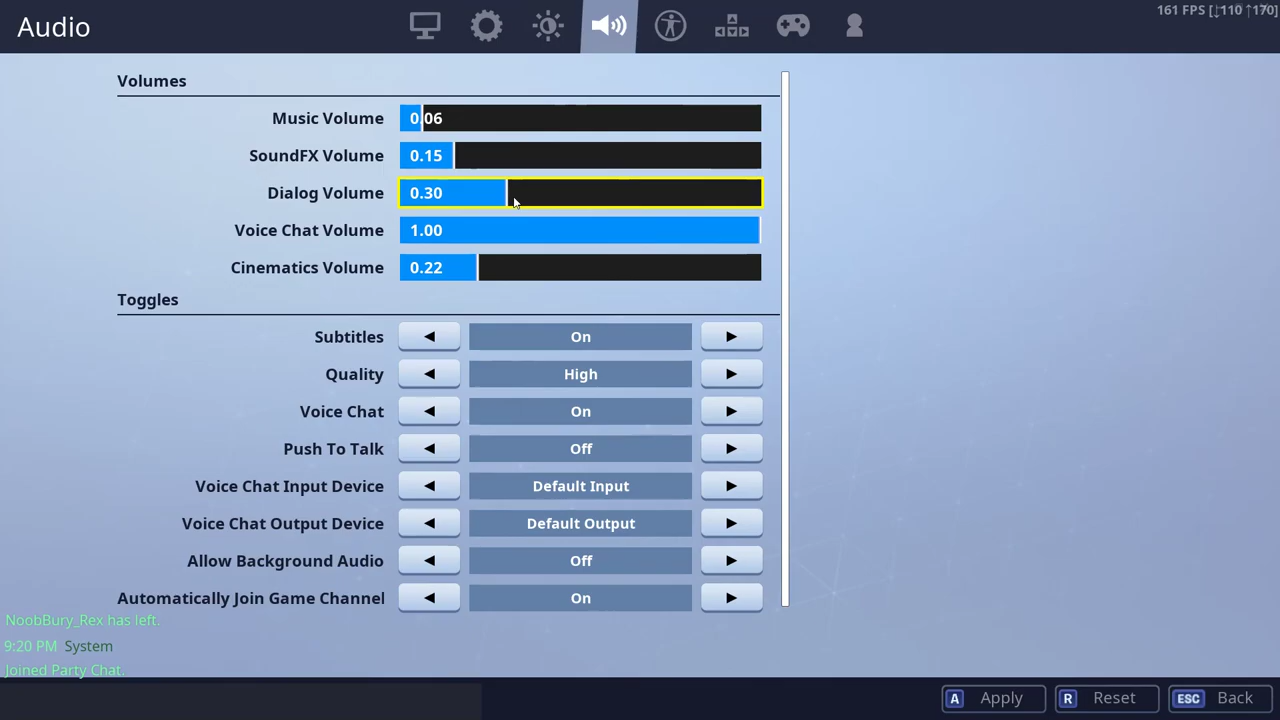 Audio
161 FPS [↓110 ↑170]
Volumes
Music Volume 0.06
SoundFX Volume 0.15
Dialog Volume 0.30
Voice Chat Volume 1.00
Cinematics Volume 0.22
Toggles
Subtitles On
Quality High
Voice Chat On
Push To Talk Off
Voice Chat Input Device Default Input
Voice Chat Output Device Default Output
Allow Background Audio Off
Automatically Join Game Channel On
NoobBury_Rex has left.
9:20 PM System
Joined Party Chat.
A Apply R Reset ESC Back